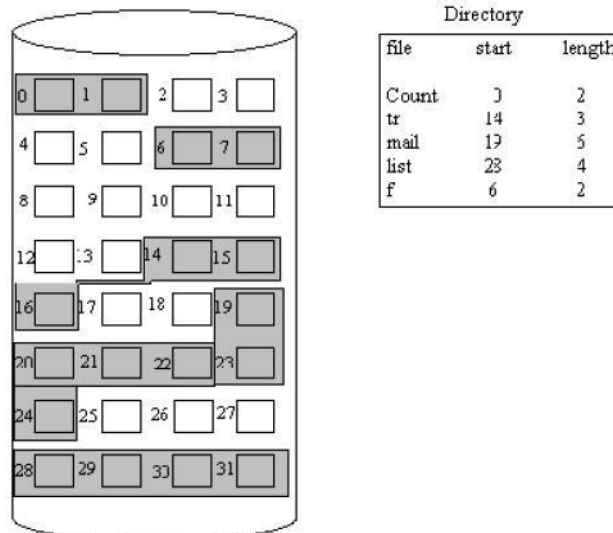 0 1 2 3
4 5 6 7
8 9 10 11
12 13 14 15
16 17 18 19
20 21 22 23
24 25 26 27
28 29 30 31
Directory
file start length
Count 0 2
tr 14 3
mail 19 6
list 28 4
f 6 2